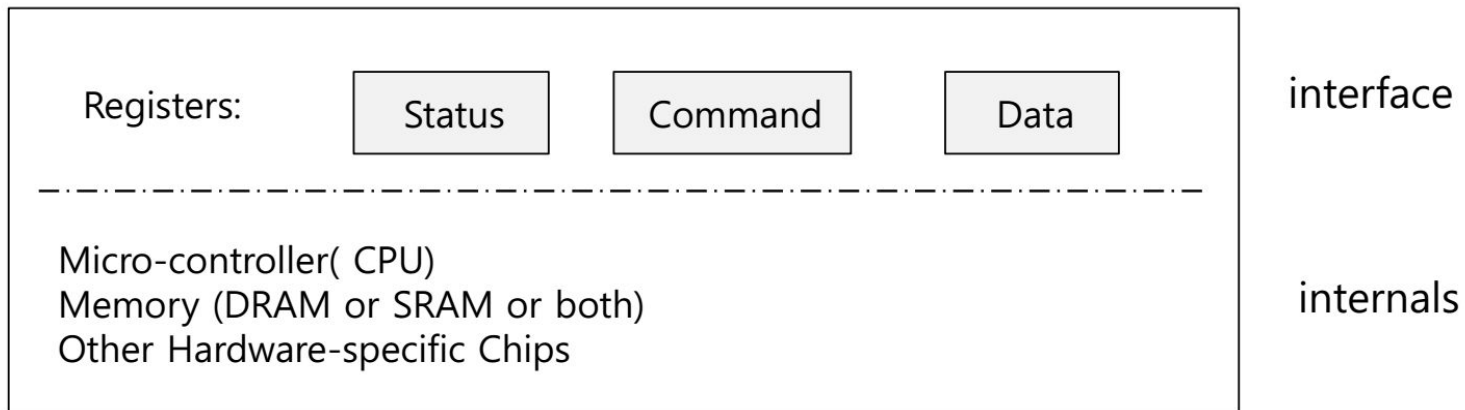 Registers: Status Command Data interface
Micro-controller( CPU)
Memory (DRAM or SRAM or both) internals
Other Hardware-specific Chips